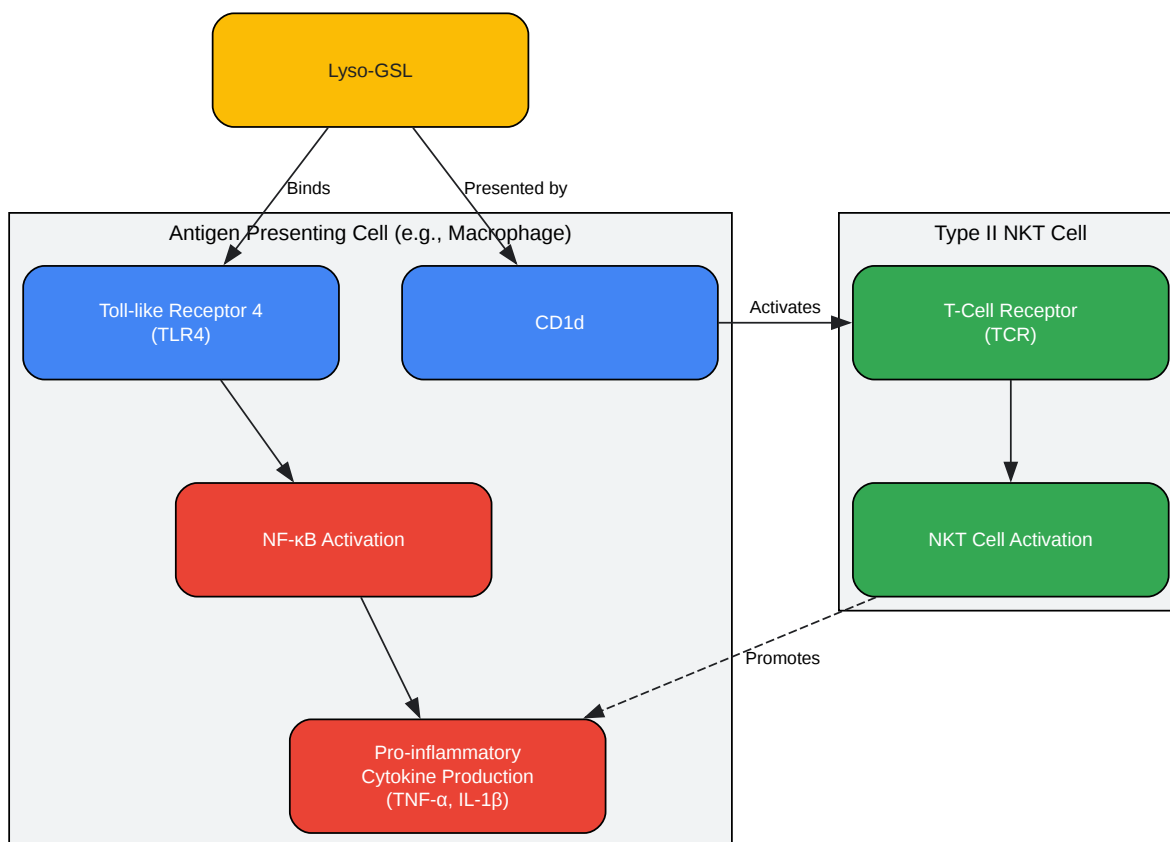 Lyso-GSL
Binds
Presented by
Antigen Presenting Cell (e.g., Macrophage)
Type II NKT Cell
Toll-like Receptor 4
(TLR4)
CD1d
Activates
T-Cell Receptor
(TCR)
NF-κB Activation
NKT Cell Activation
Promotes
Pro-inflammatory
Cytokine Production
(TNF-α, IL-1β)